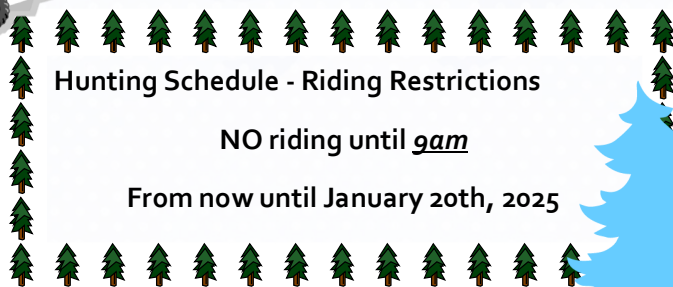 Hunting Schedule - Riding Restrictions
NO riding until 9am
From now until January 20th, 2025